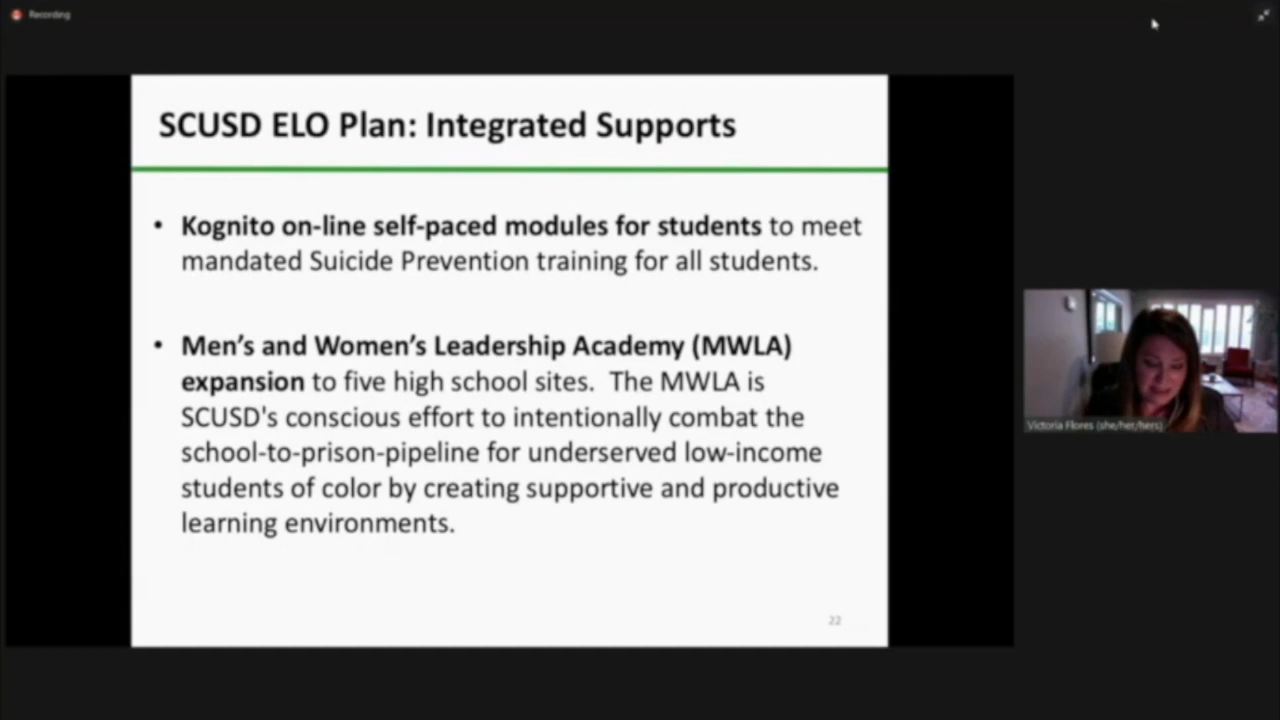 Recording
SCUSD ELO Plan: Integrated Supports
• Kognito on-line self-paced modules for students to meet
mandated Suicide Prevention training for all students.
• Men’s and Women’s Leadership Academy (MWLA)
expansion to five high school sites.  The MWLA is
SCUSD's conscious effort to intentionally combat the
school-to-prison-pipeline for underserved low-income
students of color by creating supportive and productive
learning environments.
22
Victoria Flores (she/her/hers)